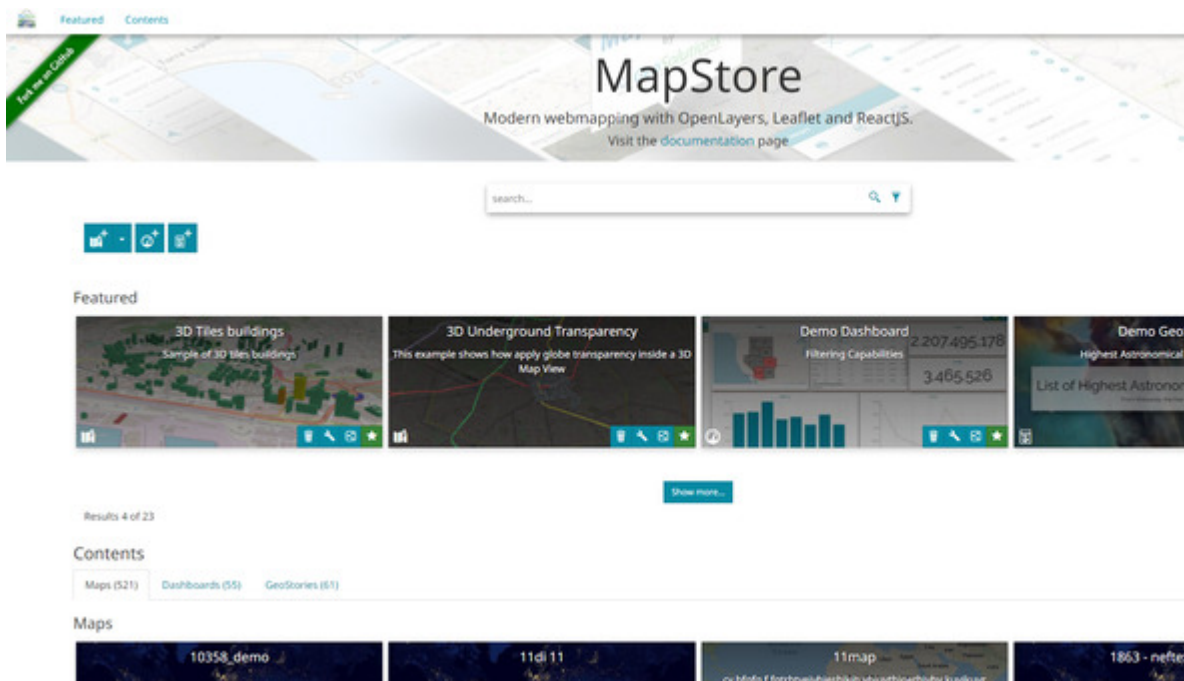 Featured Contents
Fork me on GitHub
MapStore
Modern webmapping with OpenLayers, Leaflet and ReactJS.
Visit the documentation page
search...
Featured
3D Tiles buildings
Sample of 3D tiles buildings
3D Underground Transparency
This example shows how apply globe transparency inside a 3D
Map View
Demo Dashboard
Filtering Capabilities
2.207.495.178
3.465.526
Demo Geo
Highest Astronomical
List of Highest Astrono
Show more...
Results 4 of 23
Contents
Maps (521) Dashboards (55) GeoStories (61)
Maps
10358_demo
11di 11
11map
1863 - neftex